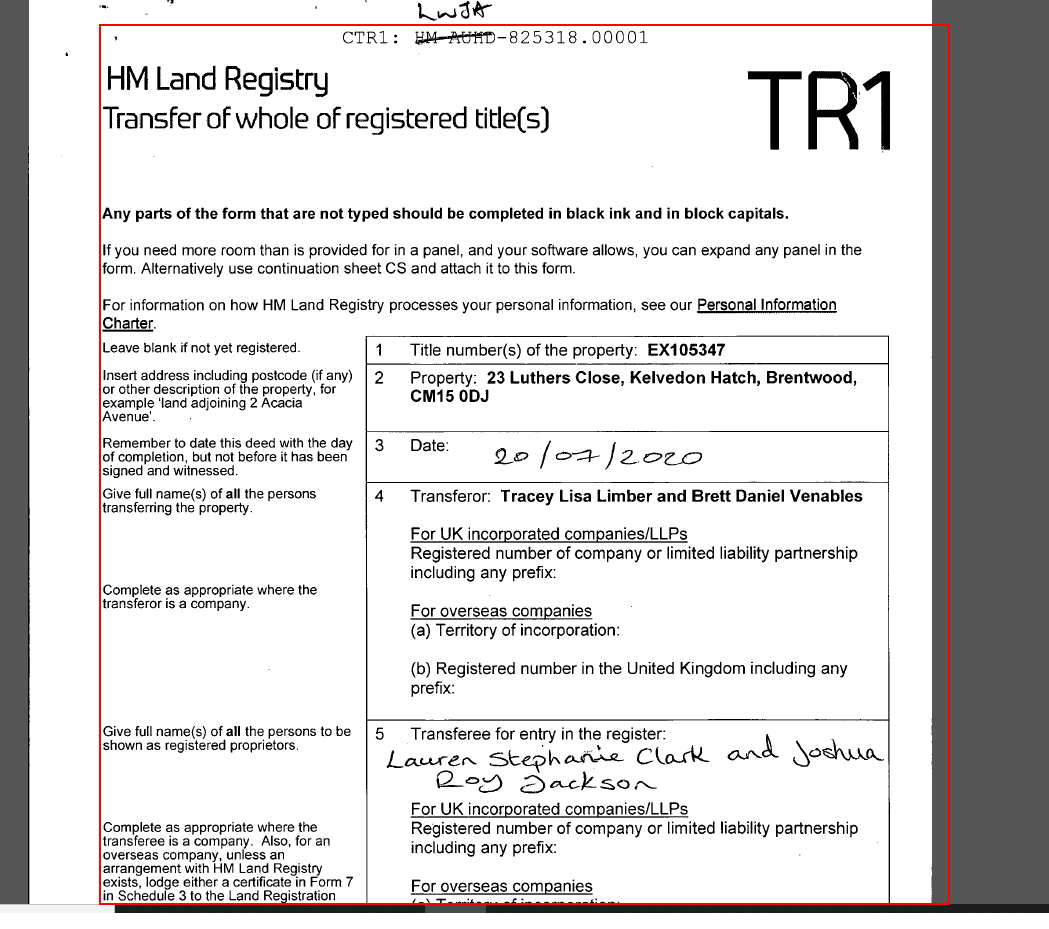 LWJA
CTR1: HM-AUHD-825318.00001
HM Land Registry
Transfer of whole of registered title(s)
TR1
Any parts of the form that are not typed should be completed in black ink and in block capitals.
If you need more room than is provided for in a panel, and your software allows, you can expand any panel in the
form. Alternatively use continuation sheet CS and attach it to this form.
For information on how HM Land Registry processes your personal information, see our Personal Information
Charter.
Leave blank if not yet registered.
1 Title number(s) of the property: EX105347
Insert address including postcode (if any)
or other description of the property, for
example 'land adjoining 2 Acacia
Avenue'.
2 Property: 23 Luthers Close, Kelvedon Hatch, Brentwood,
CM15 0DJ
Remember to date this deed with the day
of completion, but not before it has been
signed and witnessed.
3 Date: 20/07/2020
Give full name(s) of all the persons
transferring the property.
4 Transferor: Tracey Lisa Limber and Brett Daniel Venables
For UK incorporated companies/LLPs
Registered number of company or limited liability partnership
including any prefix:
Complete as appropriate where the
transferor is a company.
For overseas companies
(a) Territory of incorporation:
(b) Registered number in the United Kingdom including any
prefix:
Give full name(s) of all the persons to be
shown as registered proprietors.
5 Transferee for entry in the register:
Lauren Stephanie Clark and Joshua
Roy Jackson
For UK incorporated companies/LLPs
Registered number of company or limited liability partnership
including any prefix:
Complete as appropriate where the
transferee is a company. Also, for an
overseas company, unless an
arrangement with HM Land Registry
exists, lodge either a certificate in Form 7
in Schedule 3 to the Land Registration
For overseas companies
(a) Territory of incorporation: